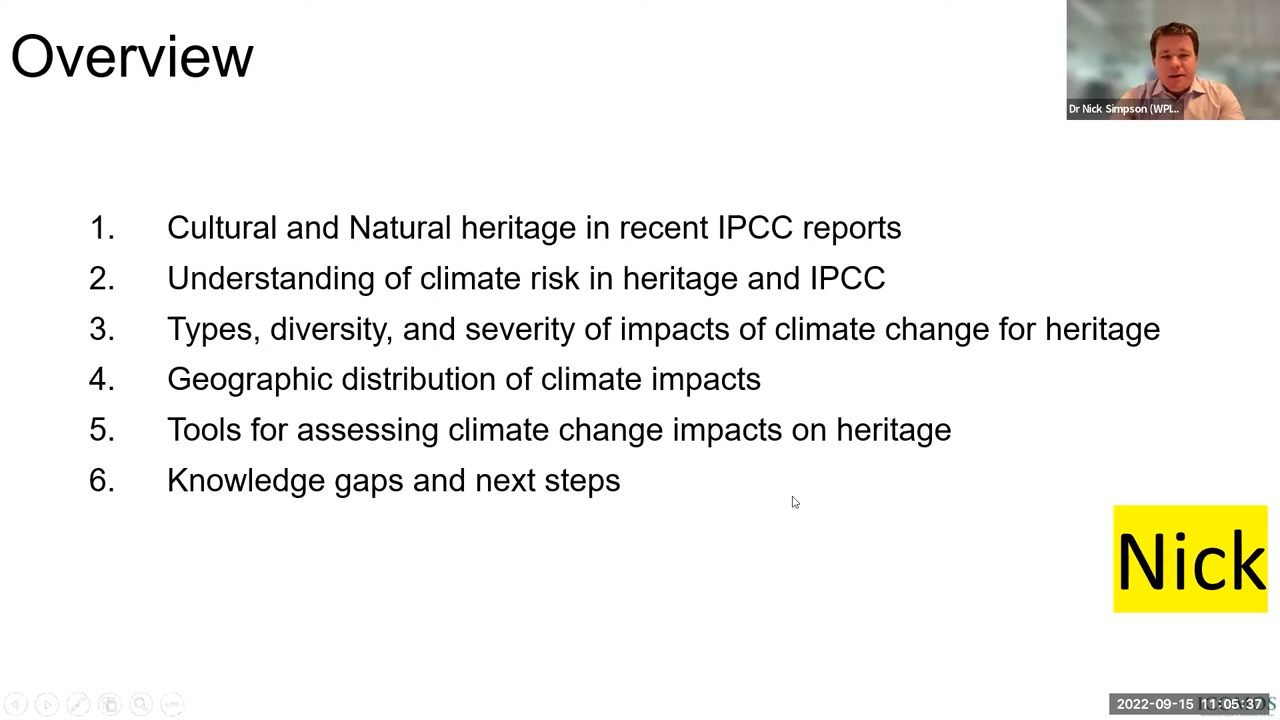 Overview
Dr Nick Simpson (WPI...
1. Cultural and Natural heritage in recent IPCC reports
2. Understanding of climate risk in heritage and IPCC
3. Types, diversity, and severity of impacts of climate change for heritage
4. Geographic distribution of climate impacts
5. Tools for assessing climate change impacts on heritage
6. Knowledge gaps and next steps
Nick
2022-09-15 11:05:37